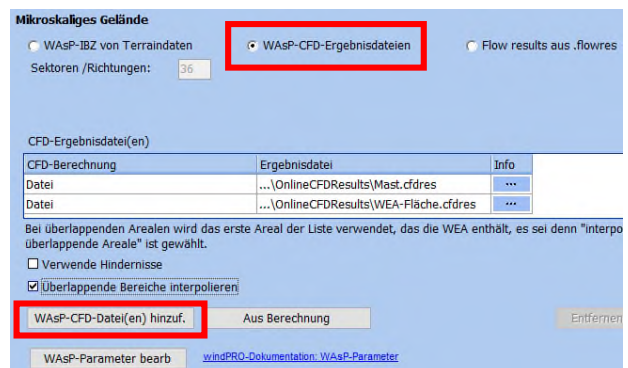 Mikroskaliges Gelände
WAsP-IBZ von Terraindaten WAsP-CFD-Ergebnisdateien Flow results aus .flowres
Sektoren /Richtungen: 36
CFD-Ergebnisdatei(en)
CFD-Berechnung Ergebnisdatei Info
Datei ...\OnlineCFDResults\Mast.cfdres ...
Datei ...\OnlineCFDResults\WEA-Fläche.cfdres ...
Bei überlappenden Arealen wird das erste Areal der Liste verwendet, das die WEA enthält, es sei denn "interpo
überlappende Areale" ist gewählt.
Verwende Hindernisse
Überlappende Bereiche interpolieren
WAsP-CFD-Datei(en) hinzuf. Aus Berechnung Entfernen
WAsP-Parameter bearb windPRO-Dokumentation: WAsP-Parameter